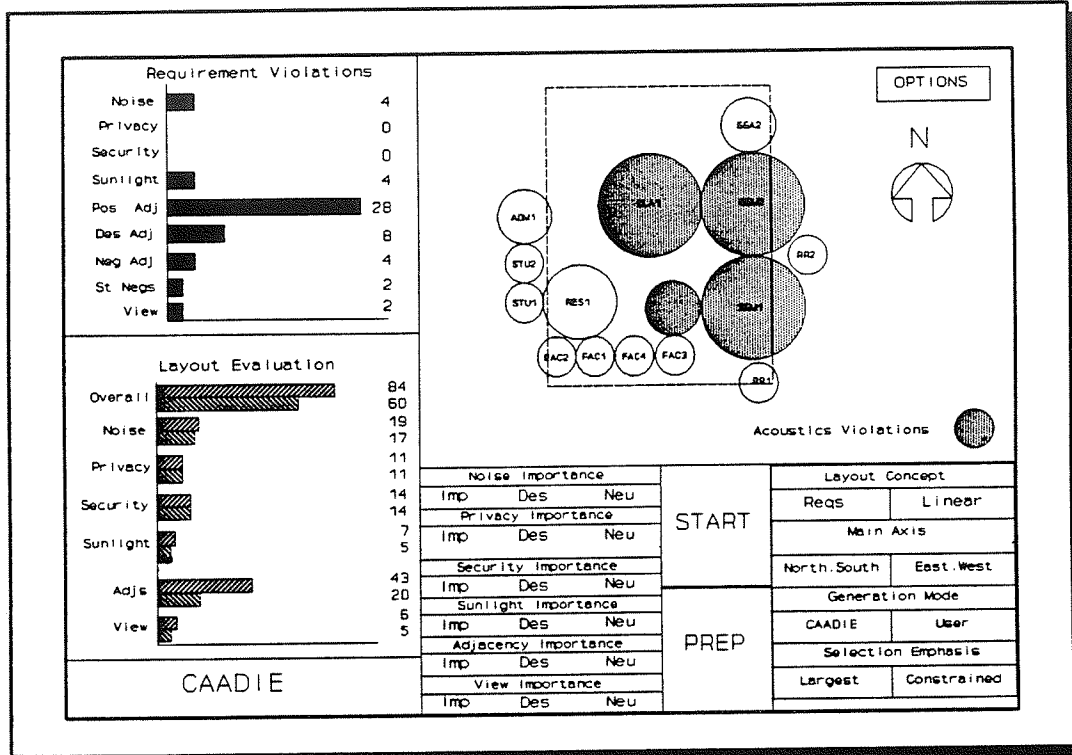 Requirement Violations
Noise 4
Privacy 0
Security 0
Sunlight 4
Pos Adj 28
Des Adj 8
Neg Adj 4
St Negs 2
View 2
Layout Evaluation
Overall 84
60
Noise 19
17
Privacy 11
11
Security 14
14
Sunlight 7
5
Adjs 43
20
View 6
5
CAADIE
OPTIONS
N
ADM1
STU2
STU1
RES1
RR2
FAC1
FAC4
FAC3
Acoustics Violations
Noise Importance
Imp Des Neu
Privacy Importance
Imp Des Neu
Security Importance
Imp Des Neu
Sunlight Importance
Imp Des Neu
Adjacency Importance
Imp Des Neu
View Importance
Imp Des Neu
START
PREP
Layout Concept
Reqs Linear
Main Axis
North.South East.West
Generation Mode
CAADIE User
Selection Emphasis
Largest Constrained